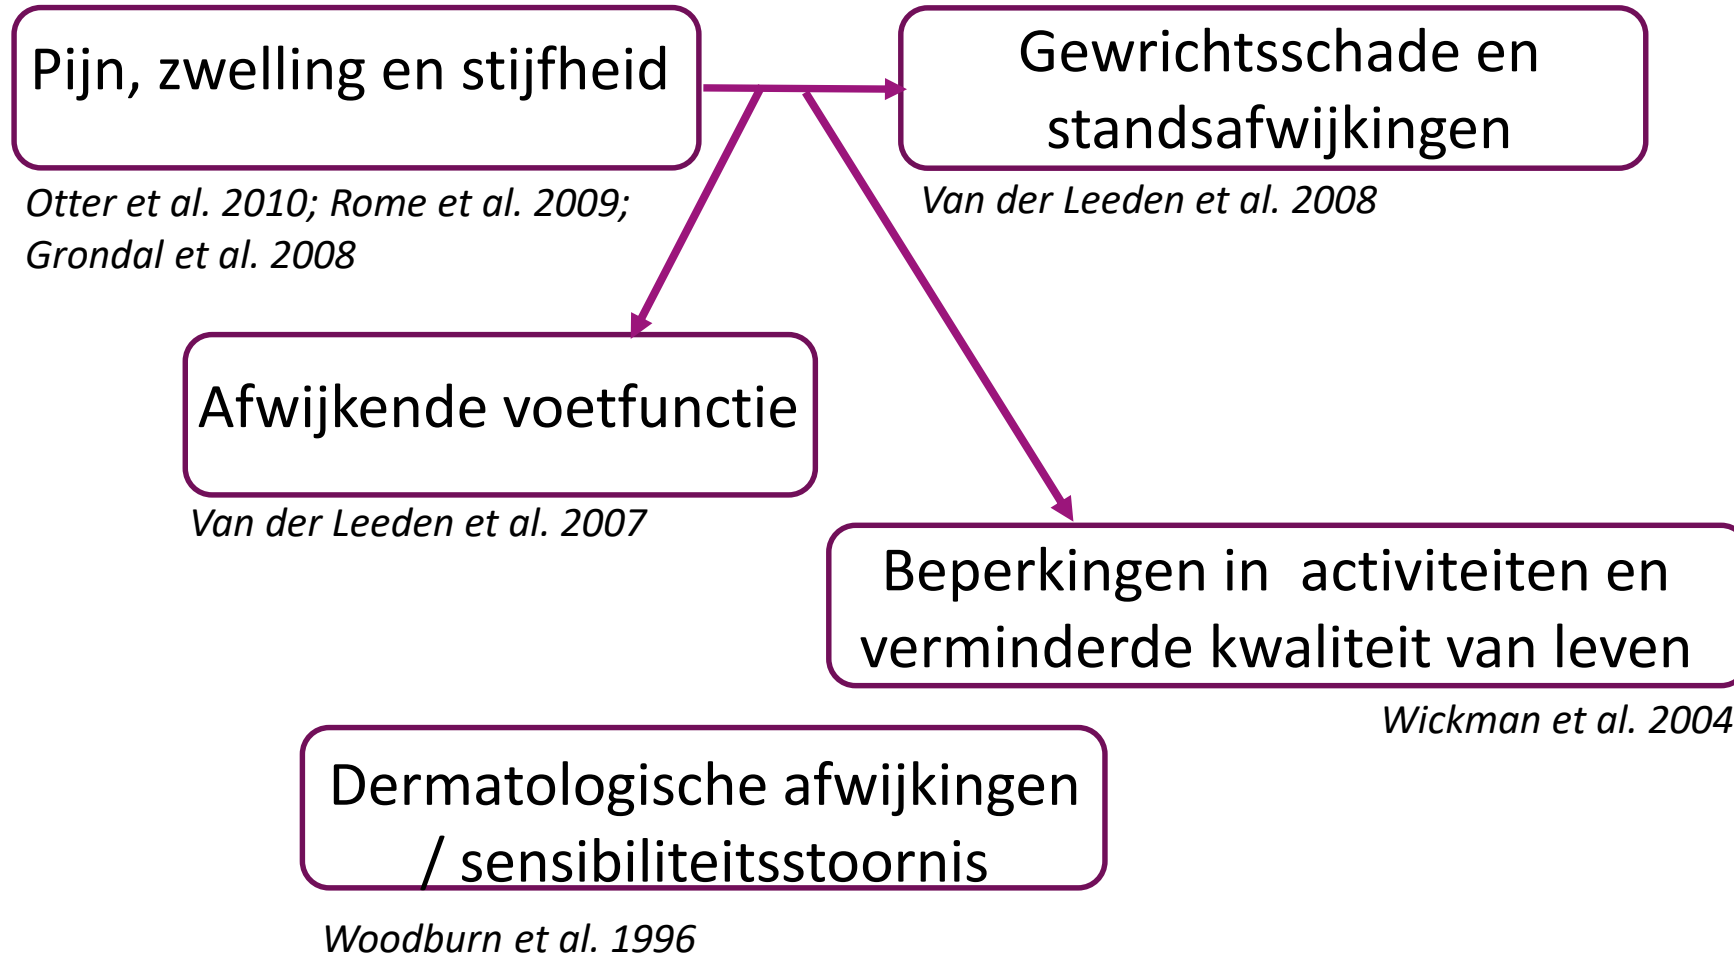 Pijn, zwelling en stijfheid
Otter et al. 2010; Rome et al. 2009;
Grondal et al. 2008
Gewrichtsschade en
standsafwijkingen
Van der Leeden et al. 2008
Afwijkende voetfunctie
Van der Leeden et al. 2007
Beperkingen in  activiteiten en
verminderde kwaliteit van leven
Wickman et al. 2004
Dermatologische afwijkingen
/ sensibiliteitsstoornis
Woodburn et al. 1996